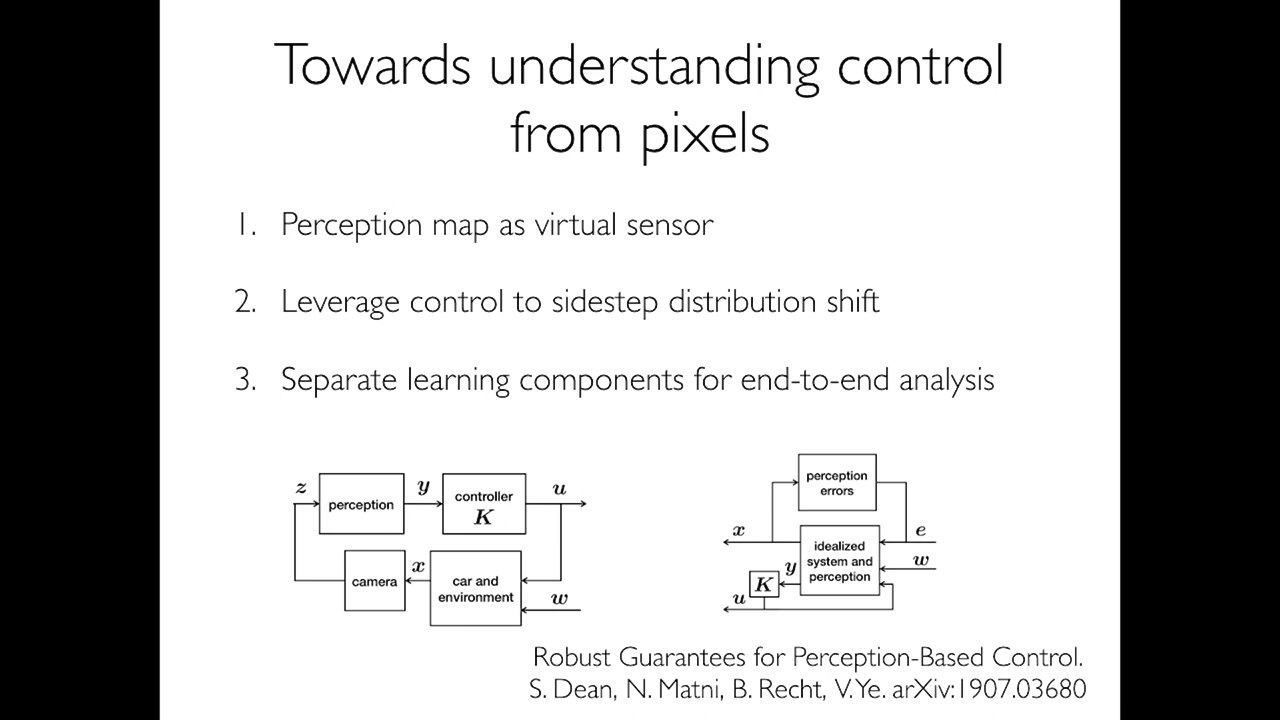 Towards understanding control
from pixels
1. Perception map as virtual sensor
2. Leverage control to sidestep distribution shift
3. Separate learning components for end-to-end analysis
z
perception
y
controller
K
u
camera
x
car and
environment
w
perception
errors
x
e
idealized
system and
perception
w
y
K
u
Robust Guarantees for Perception-Based Control.
S. Dean, N. Matni, B. Recht, V. Ye. arXiv:1907.03680